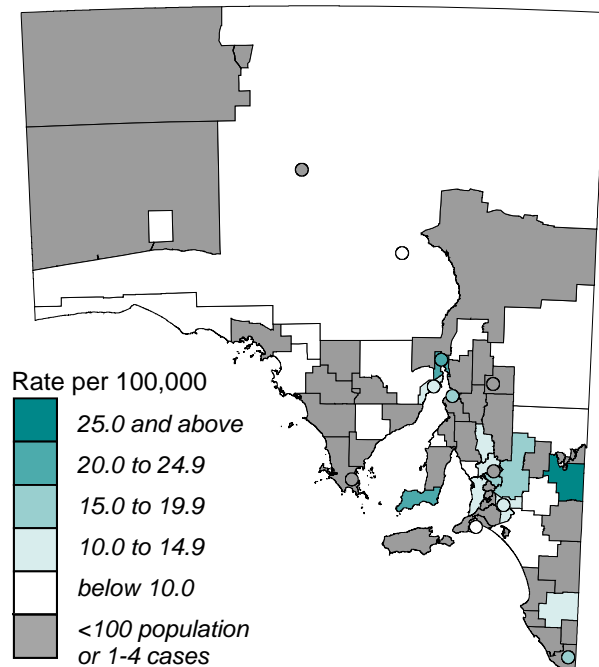 Rate per 100,000
25.0 and above
20.0 to 24.9
15.0 to 19.9
10.0 to 14.9
below 10.0
<100 population
or 1-4 cases